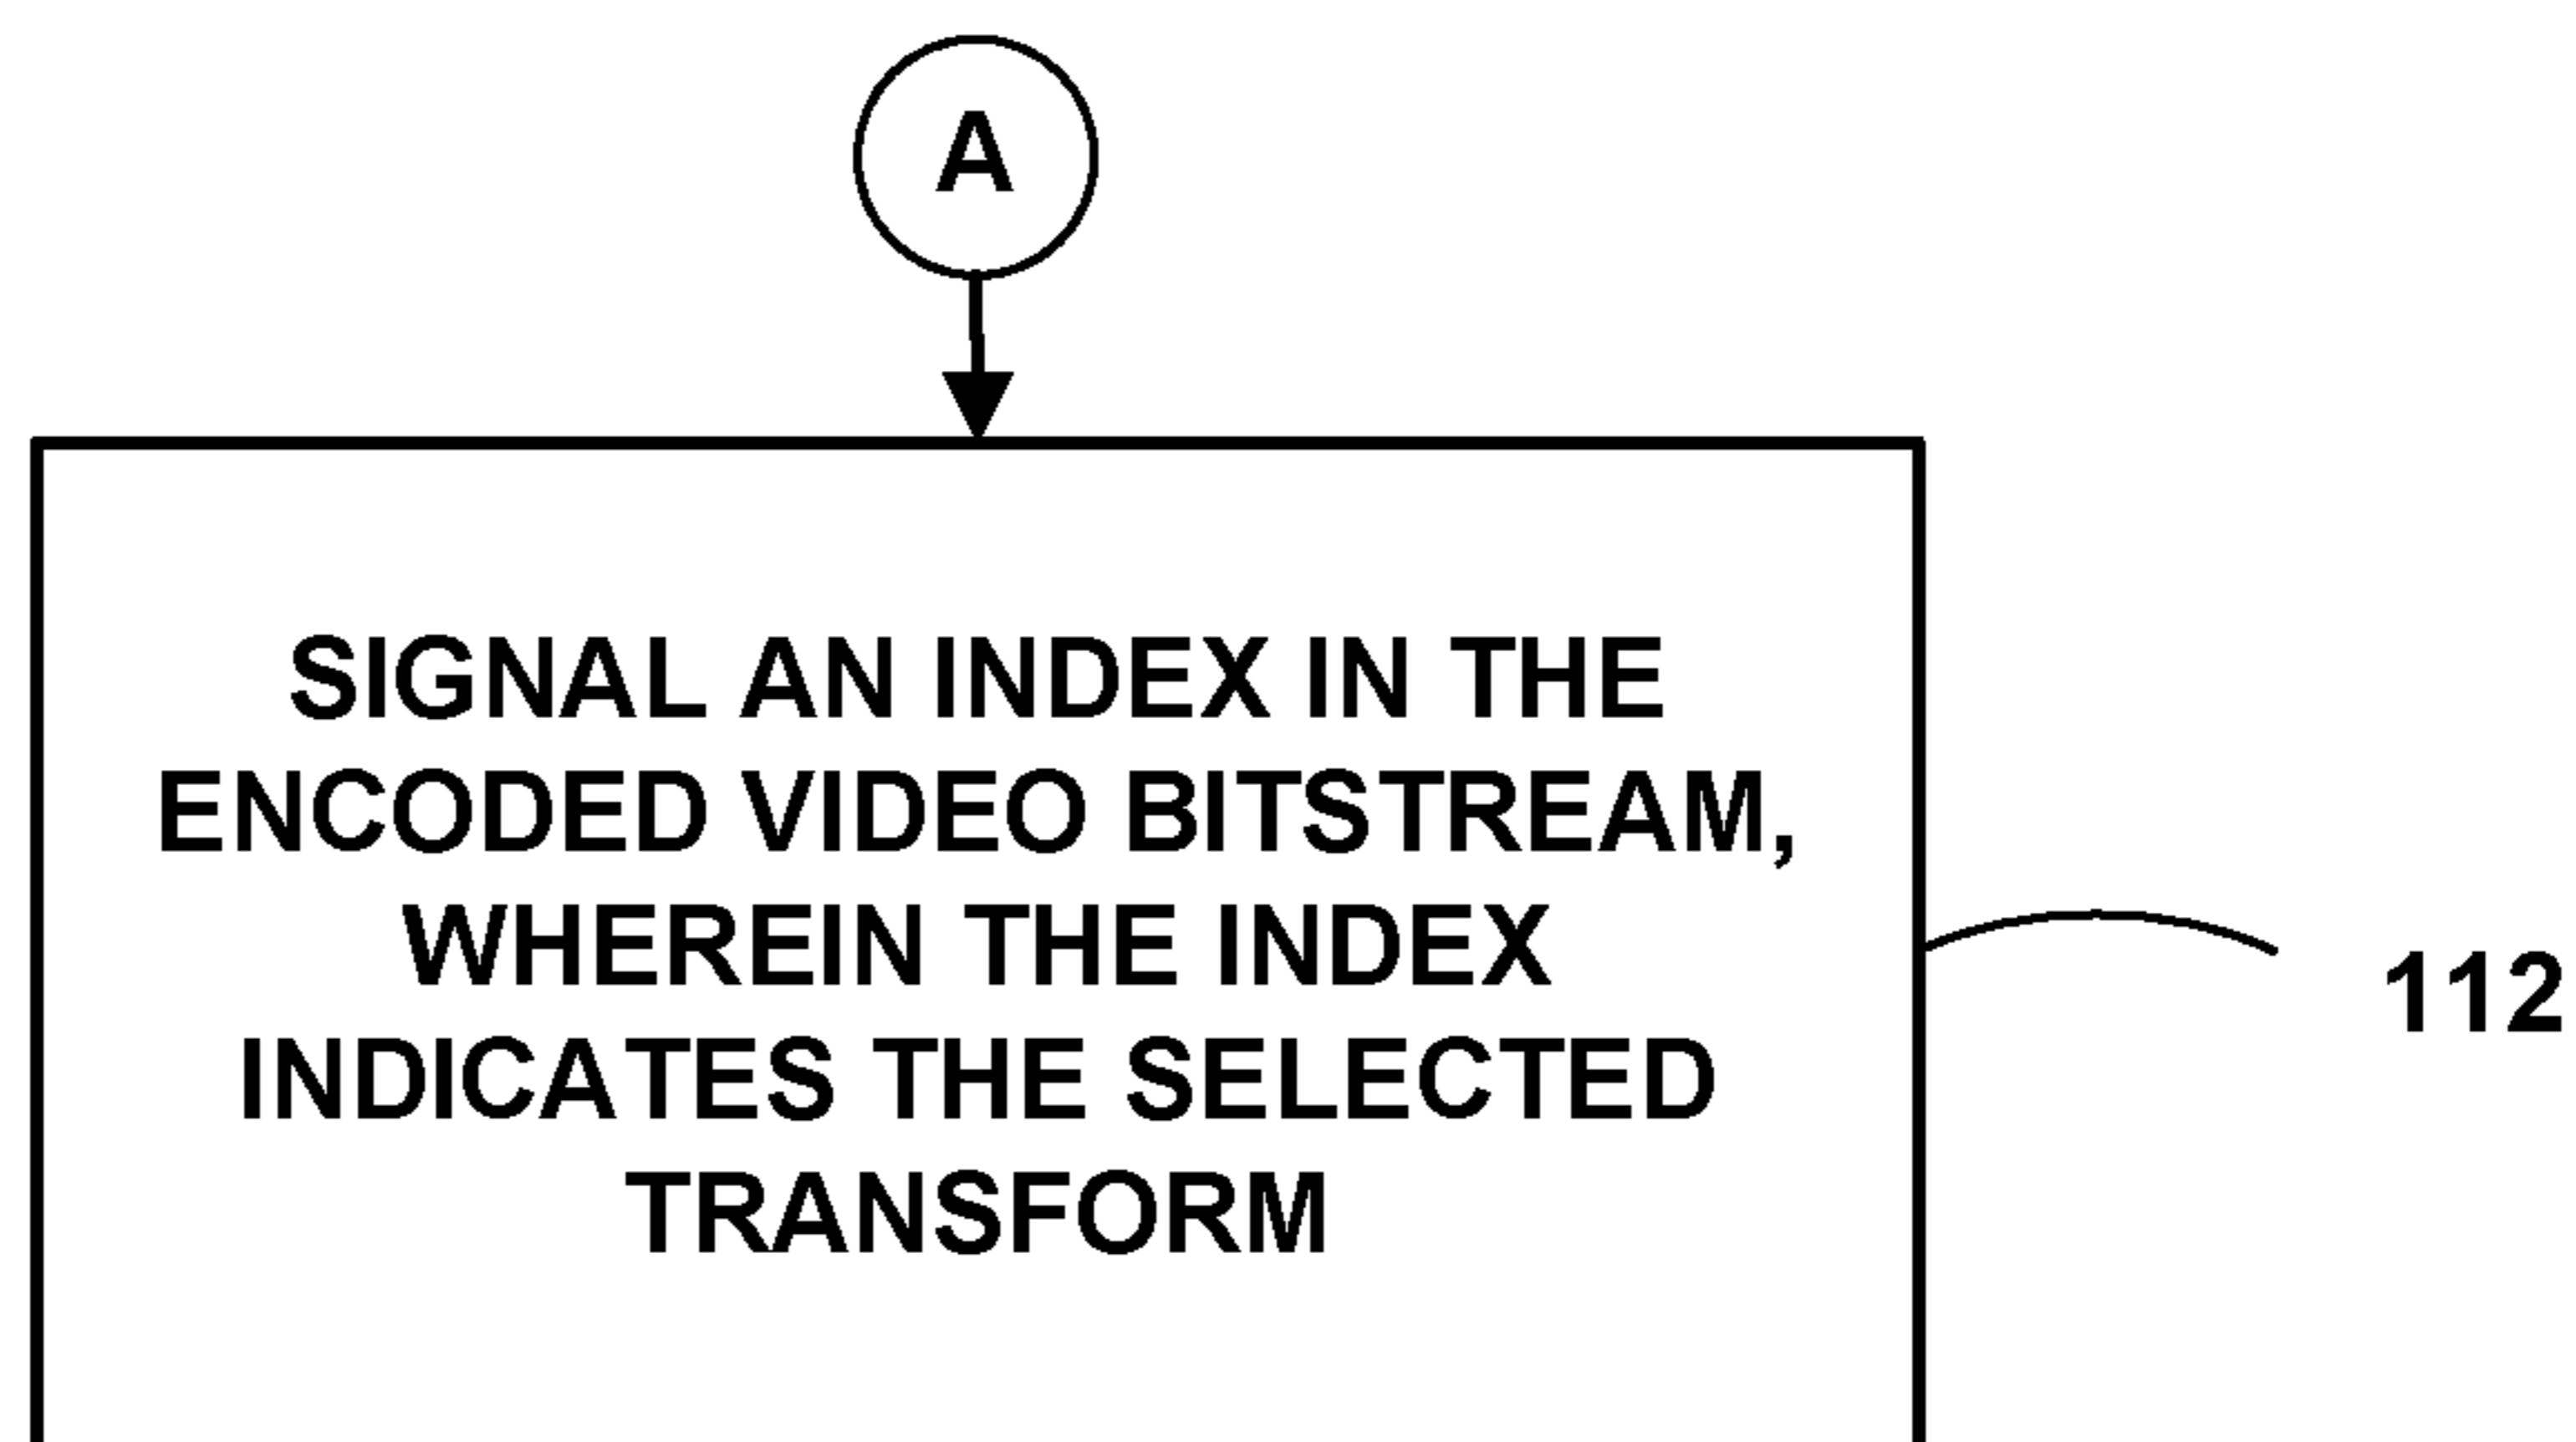 A
SIGNAL AN INDEX IN THE
ENCODED VIDEO BITSTREAM,
WHEREIN THE INDEX
INDICATES THE SELECTED
TRANSFORM
112